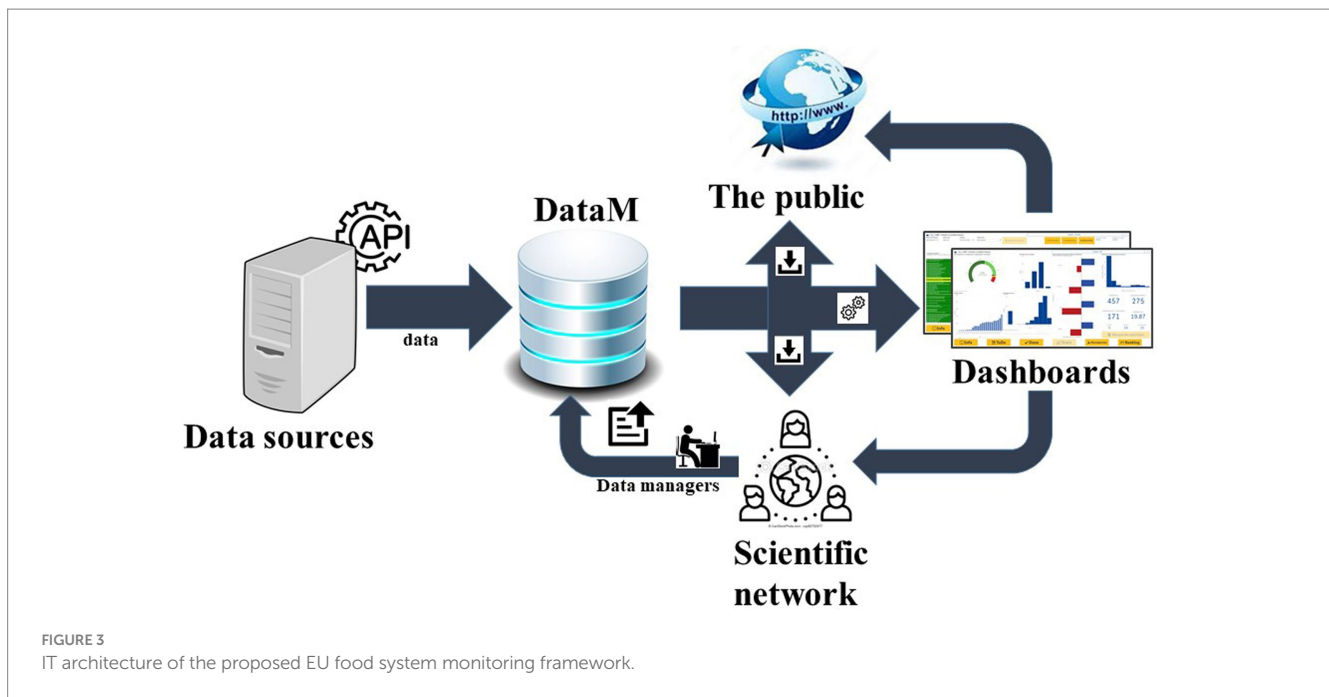 http://www.
The public
DataM
API
data
Data sources
457
275
171
19.87
Info
Dashboards
Data managers
Scientific
network
FIGURE 3
IT architecture of the proposed EU food system monitoring framework.